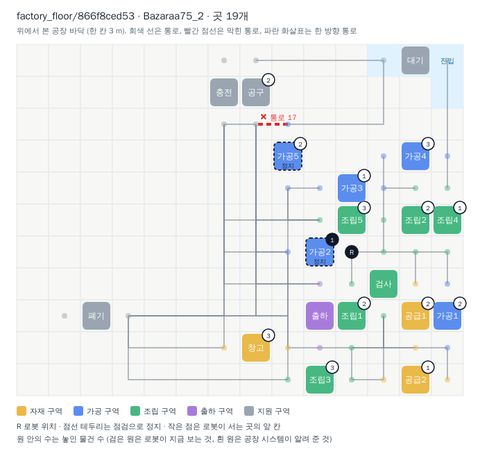 factory_floor/866f8ced53 · Bazaraa75_2 · 곳 19개
위에서 본 공장 바닥 (한 칸 3 m). 회색 선은 통로, 빨간 점선은 막힌 통로, 파란 화살표는 한 방향 통로
대기
진입
충전
공구
2
✕ 통로 17
가공5
2
정지
가공4
3
가공3
1
조립5
3
조립2
2
조립4
1
가공2
1
정지
R
검사
폐기
출하
조립1
2
공급1
2
가공1
2
창고
3
조립3
3
공급2
1
자재 구역
가공 구역
조립 구역
출하 구역
지원 구역
R 로봇 위치 · 점선 테두리는 점검으로 정지 · 작은 점은 로봇이 서는 곳의 앞 칸
원 안의 수는 놓인 물건 수 (검은 원은 로봇이 지금 보는 것, 흰 원은 공장 시스템이 알려 준 것)